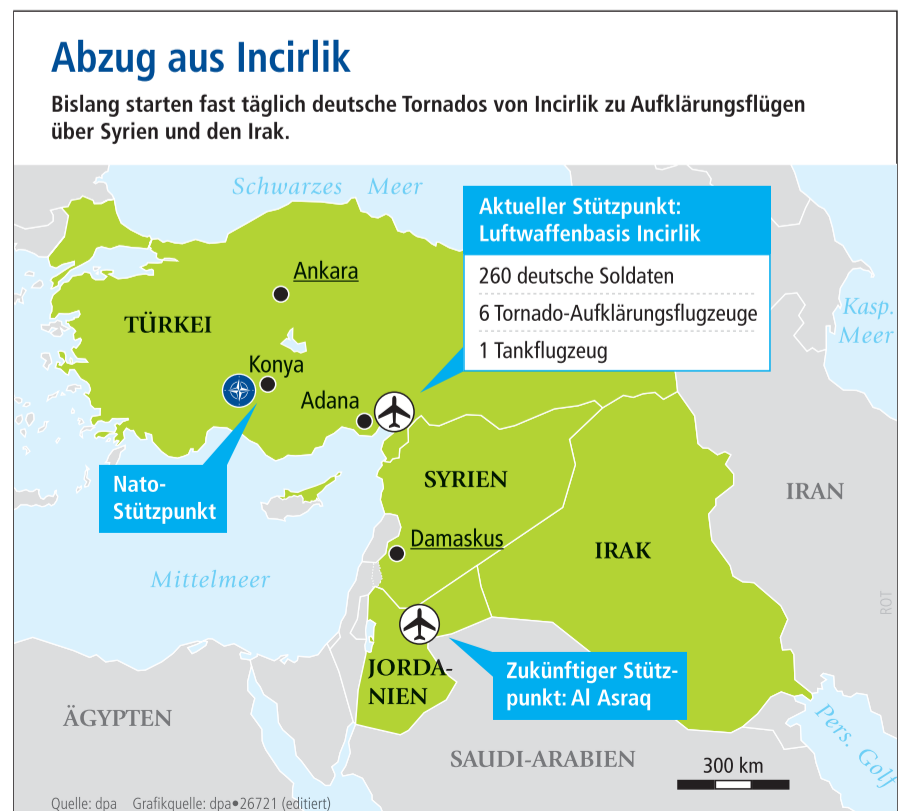 Abzug aus Incirlik
Bislang starten fast täglich deutsche Tornados von Incirlik zu Aufklärungsflügen
über Syrien und den Irak.
Schwarzes Meer
Aktueller Stützpunkt:
Luftwaffenbasis Incirlik
260 deutsche Soldaten
6 Tornado-Aufklärungsflugzeuge
1 Tankflugzeug
Ankara
TÜRKEI
Kasp.
Meer
Konya
Adana
Nato-
Stützpunkt
SYRIEN
IRAN
Damaskus
IRAK
Mittelmeer
ROT
JORDA-
NIEN
Zukünftiger Stütz-
punkt: Al Asraq
ÄGYPTEN
Pers. Golf
SAUDI-ARABIEN
300 km
Quelle: dpa Grafikquelle: dpa•26721 (editiert)